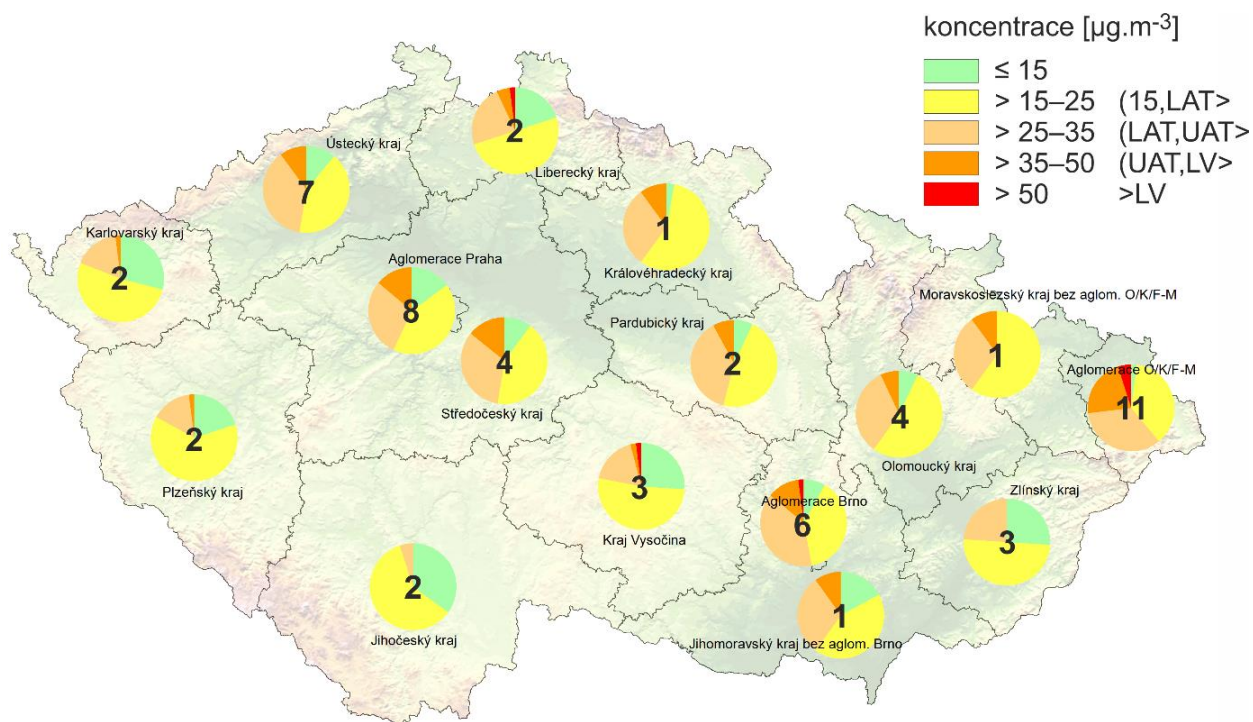 koncentrace [µg.m-3]
≤ 15
> 15–25 (15,LAT>
> 25–35 (LAT,UAT>
> 35–50 (UAT,LV>
> 50 >LV
2
Liberecký kraj
Ústecký kraj
7
Karlovarský kraj
2
1
Královéhradecký kraj
Aglomerace Praha
8
4
Středočeský kraj
Pardubický kraj
2
Moravskoslezský kraj bez aglom. O/K/F-M
1
Aglomerace O/K/F-M
11
4
Olomoucký kraj
2
Plzeňský kraj
3
Kraj Vysočina
Aglomerace Brno
6
Zlínský kraj
3
2
Jihočeský kraj
1
Jihomoravský kraj bez aglom. Brno